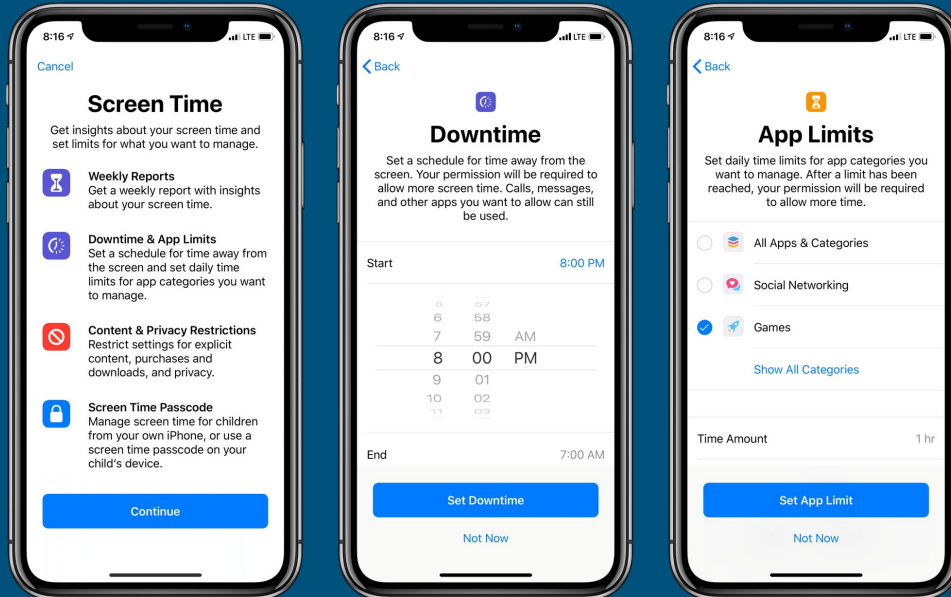 8:16
LTE
Cancel
Screen Time
Get insights about your screen time and
set limits for what you want to manage.
Weekly Reports
Get a weekly report with insights
about your screen time.
Downtime & App Limits
Set a schedule for time away from
the screen and set daily time
limits for app categories you want
to manage.
Content & Privacy Restrictions
Restrict settings for explicit
content, purchases and
downloads, and privacy.
Screen Time Passcode
Manage screen time for children
from your own iPhone, or use a
screen time passcode on your
child's device.
Continue
8:16
LTE
Back
Downtime
Set a schedule for time away from the
screen. Your permission will be required to
allow more screen time. Calls, messages,
and other apps you want to allow can still
be used.
Start 8:00 PM
5 57
6 58
7 59 AM
8 00 PM
9 01
10 02
11 03
End 7:00 AM
Set Downtime
Not Now
8:16
LTE
Back
App Limits
Set daily time limits for app categories you
want to manage. After a limit has been
reached, your permission will be required
to allow more time.
All Apps & Categories
Social Networking
Games
Show All Categories
Time Amount 1 hr
Set App Limit
Not Now